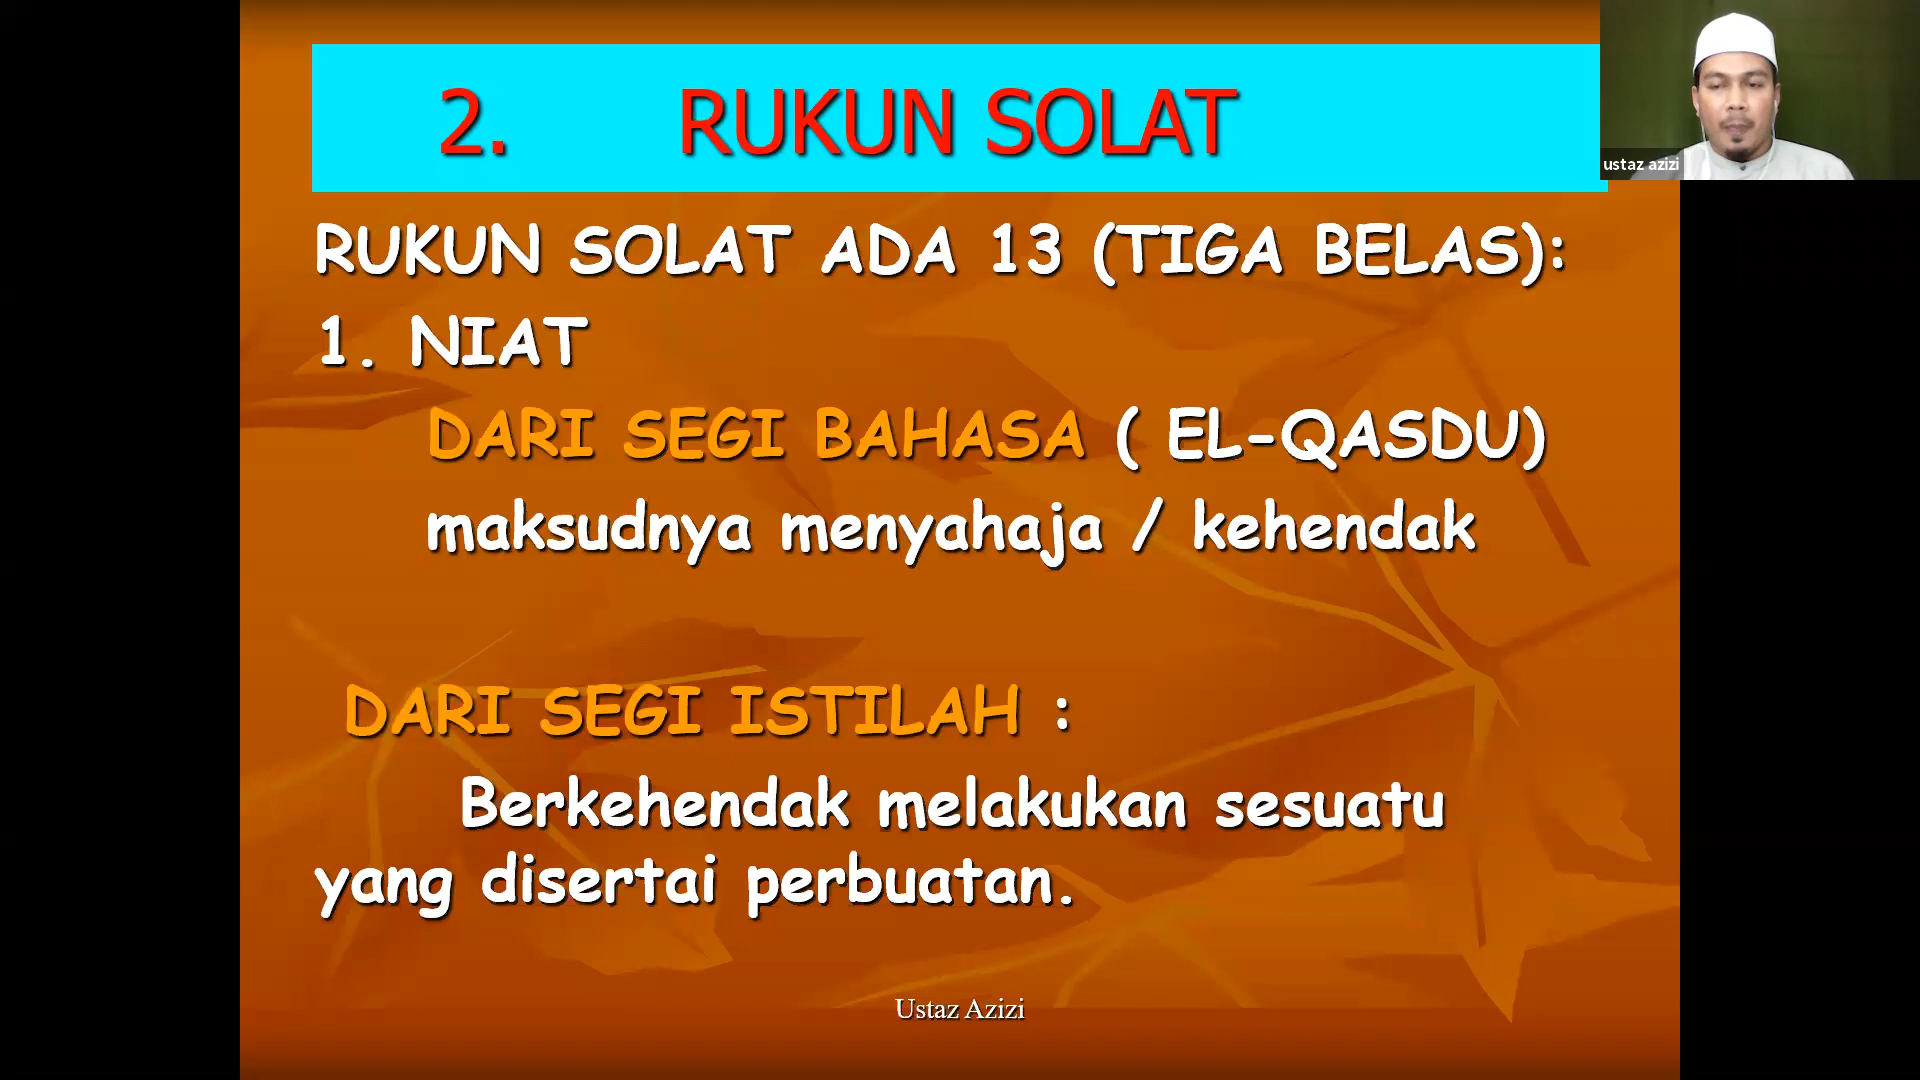 2. RUKUN SOLAT
ustaz azizi
RUKUN SOLAT ADA 13 (TIGA BELAS):
1. NIAT
DARI SEGI BAHASA ( EL-QASDU)
maksudnya menyahaja / kehendak
DARI SEGI ISTILAH :
Berkehendak melakukan sesuatu
yang disertai perbuatan.
Ustaz Azizi